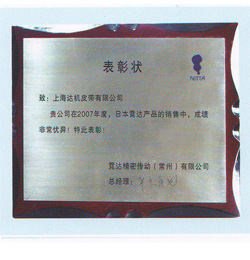 NITTA
表彰状
致：上海达机皮带有限公司
贵公司在2007年度，日本霓达产品的销售中，成绩
非常优异！特此表彰！
霓达精密传动（常州）有限公司
总经理：